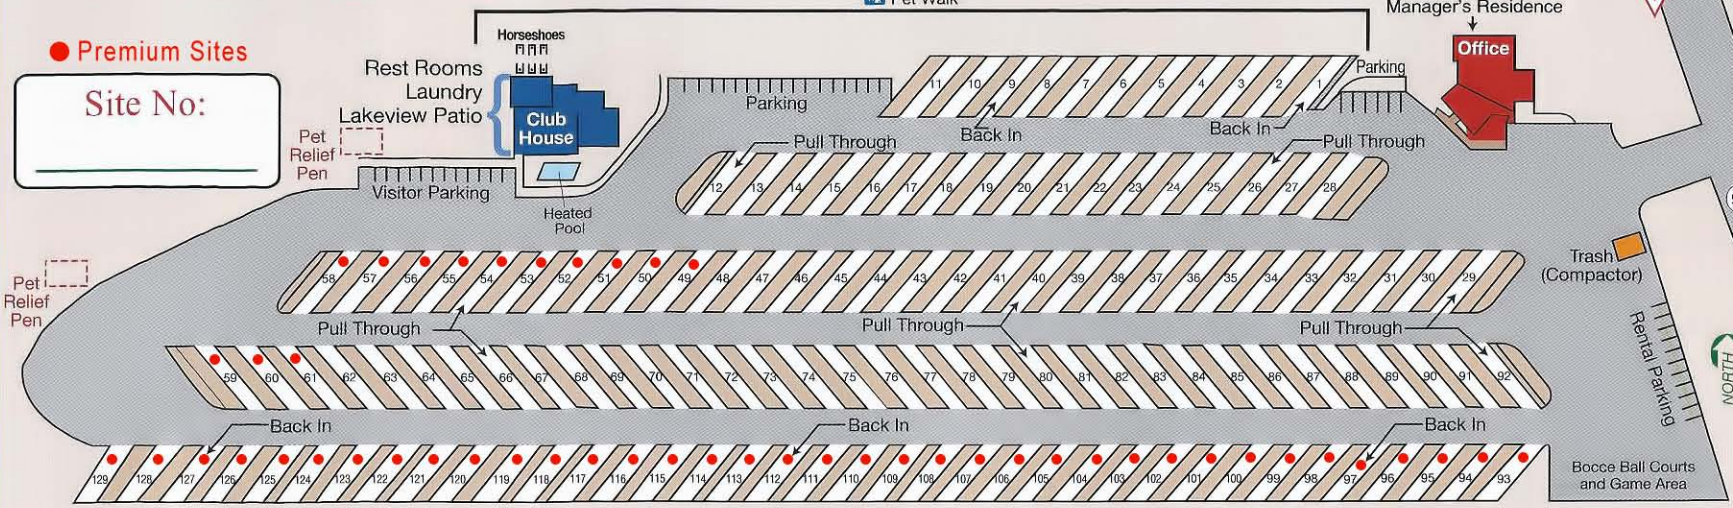 Pet Walk
Manager's Residence
Premium Sites
Site No:
Horseshoes
Rest Rooms
Laundry
Lakeview Patio
Club
House
Pet
Relief
Pen
Visitor Parking
Heated
Pool
Parking
11 10 9 8 7 6 5 4 3 2 1
Parking
Office
Back In
Back In
Pull Through
Pull Through
12 13 14 15 16 17 18 19 20 21 22 23 24 25 26 27 28
Trash
(Compactor)
Pet
Relief
Pen
58 57 56 55 54 53 52 51 50 49 48 47 46 45 44 43 42 41 40 39 38 37 36 35 34 33 32 31 30 29
Pull Through
Pull Through
Pull Through
Rental Parking
NORTH
59 60 61 62 63 64 65 66 67 68 69 70 71 72 73 74 75 76 77 78 79 80 81 82 83 84 85 86 87 88 89 90 91 92
Back In
Back In
Back In
129 128 127 126 125 124 123 122 121 120 119 118 117 116 115 114 113 112 111 110 109 108 107 106 105 104 103 102 101 100 99 98 97 96 95 94 93
Bocce Ball Courts
and Game Area